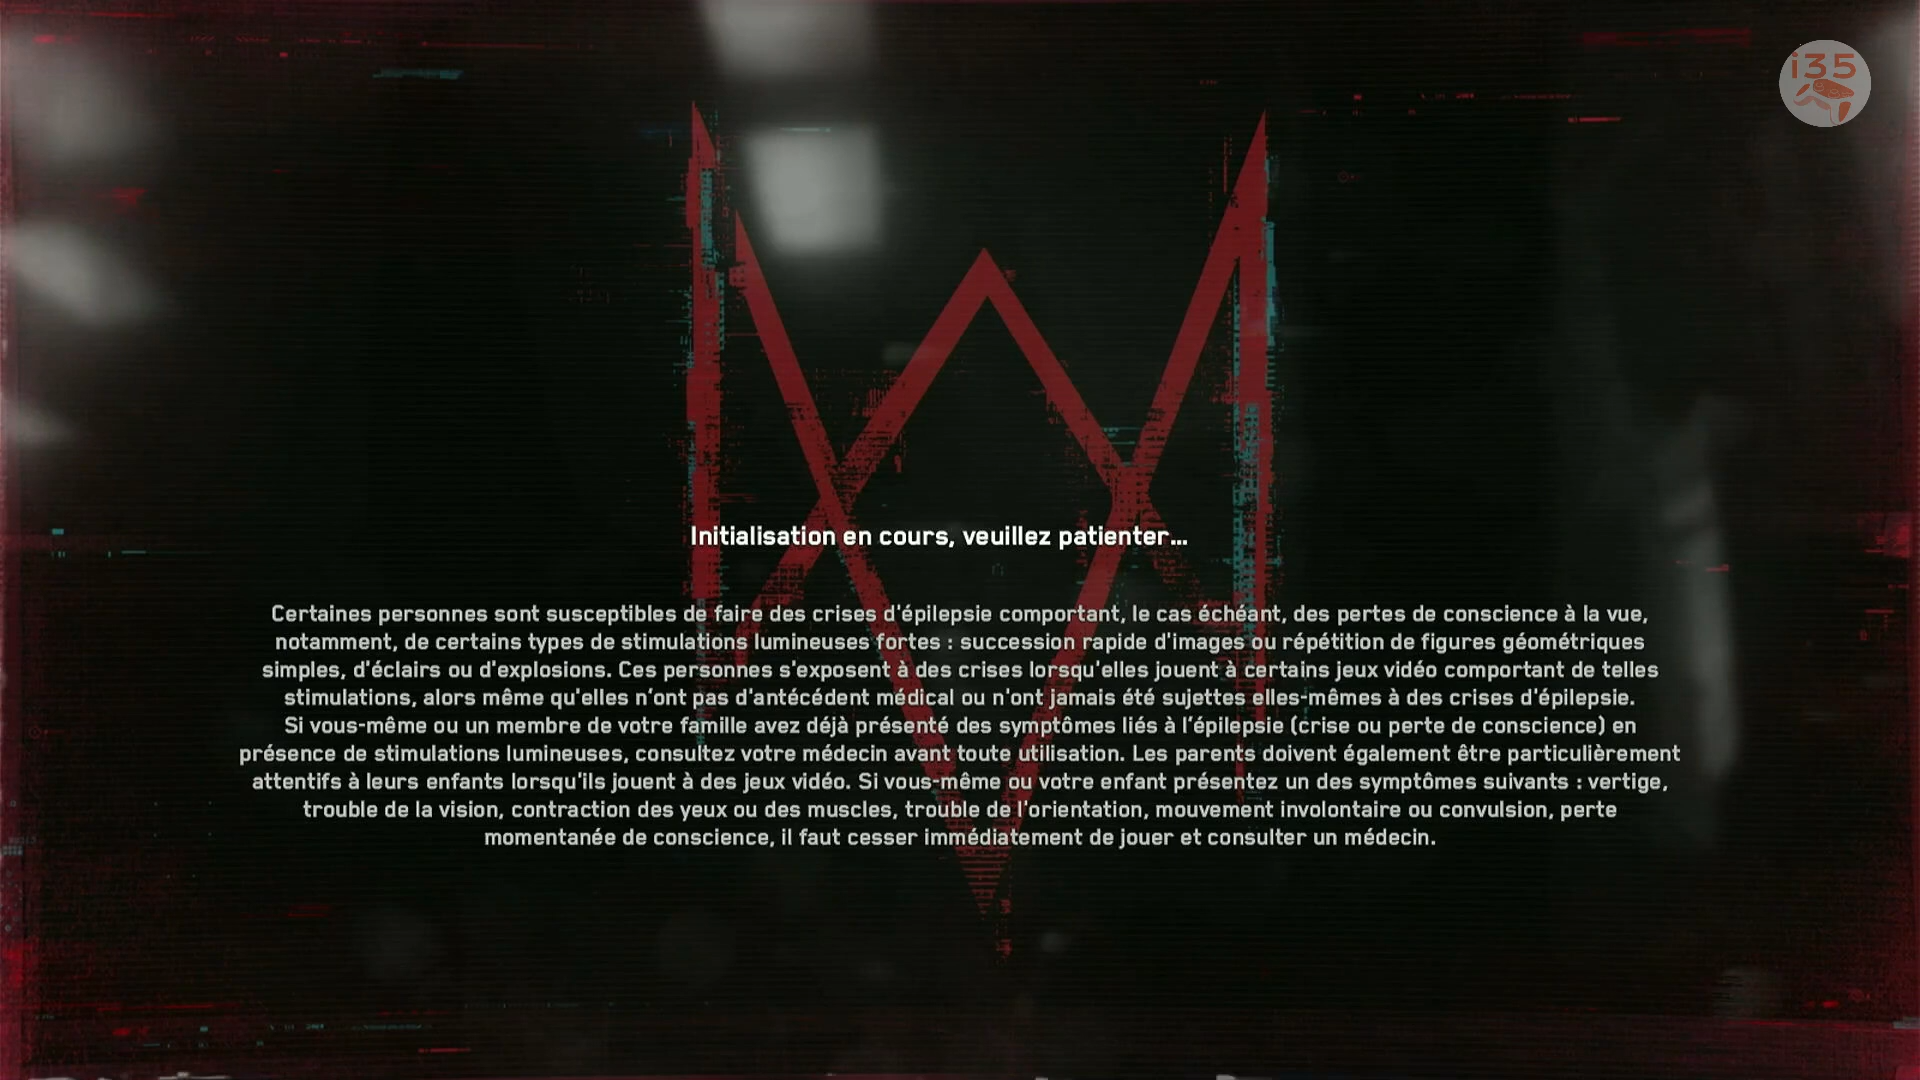 i35
Initialisation en cours, veuillez patienter...
Certaines personnes sont susceptibles de faire des crises d'épilepsie comportant, le cas échéant, des pertes de conscience à la vue,
notamment, de certains types de stimulations lumineuses fortes : succession rapide d'images ou répétition de figures géométriques
simples, d'éclairs ou d'explosions. Ces personnes s'exposent à des crises lorsqu'elles jouent à certains jeux vidéo comportant de telles
stimulations, alors même qu'elles n'ont pas d'antécédent médical ou n'ont jamais été sujettes elles-mêmes à des crises d'épilepsie.
Si vous-même ou un membre de votre famille avez déjà présenté des symptômes liés à l'épilepsie (crise ou perte de conscience) en
présence de stimulations lumineuses, consultez votre médecin avant toute utilisation. Les parents doivent également être particulièrement
attentifs à leurs enfants lorsqu'ils jouent à des jeux vidéo. Si vous-même ou votre enfant présentez un des symptômes suivants : vertige,
trouble de la vision, contraction des yeux ou des muscles, trouble de l'orientation, mouvement involontaire ou convulsion, perte
momentanée de conscience, il faut cesser immédiatement de jouer et consulter un médecin.